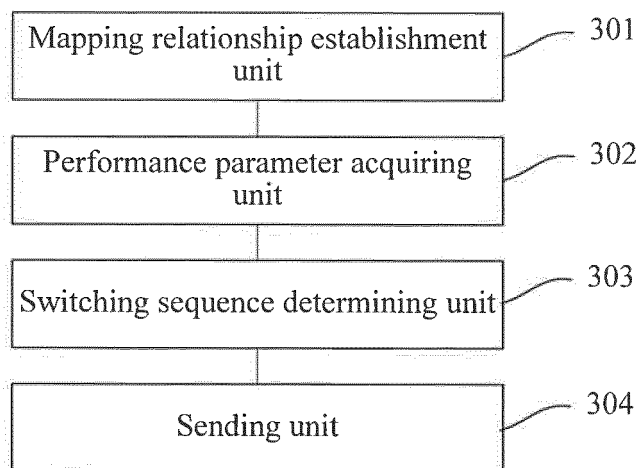 Mapping relationship establishment
unit
301
Performance parameter acquiring
unit
302
Switching sequence determining unit
303
Sending unit
304